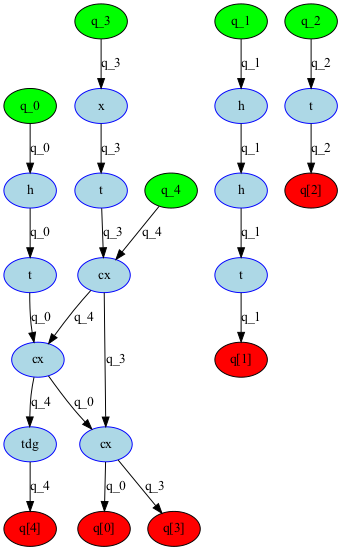 q_3 q_1 q_2
q_3 q_1 q_2
q_0 x h t
q_0 q_3 q_1 q_2
h t q_4 h q[2]
q_0 q_3 q_4 q_1
t cx t
q_0 q_4 q_1
cx q_3 q[1]
q_4 q_0
tdg cx
q_4 q_0 q_3
q[4] q[0] q[3]